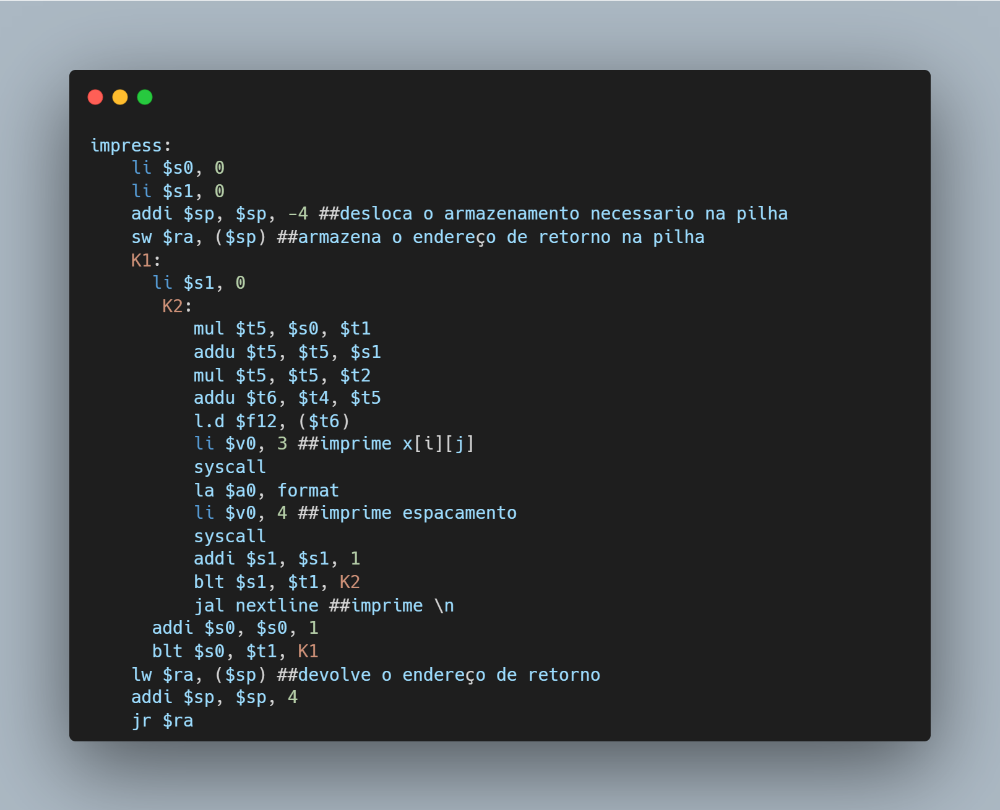 impress:
    li $s0, 0
    li $s1, 0
    addi $sp, $sp, -4 ##desloca o armazenamento necessario na pilha
    sw $ra, ($sp) ##armazena o endereço de retorno na pilha
    K1:
      li $s1, 0
       K2:
          mul $t5, $s0, $t1
          addu $t5, $t5, $s1
          mul $t5, $t5, $t2
          addu $t6, $t4, $t5
          l.d $f12, ($t6)
          li $v0, 3 ##imprime x[i][j]
          syscall
          la $a0, format
          li $v0, 4 ##imprime espacamento
          syscall
          addi $s1, $s1, 1
          blt $s1, $t1, K2
          jal nextline ##imprime \n
      addi $s0, $s0, 1
      blt $s0, $t1, K1
    lw $ra, ($sp) ##devolve o endereço de retorno
    addi $sp, $sp, 4
    jr $ra